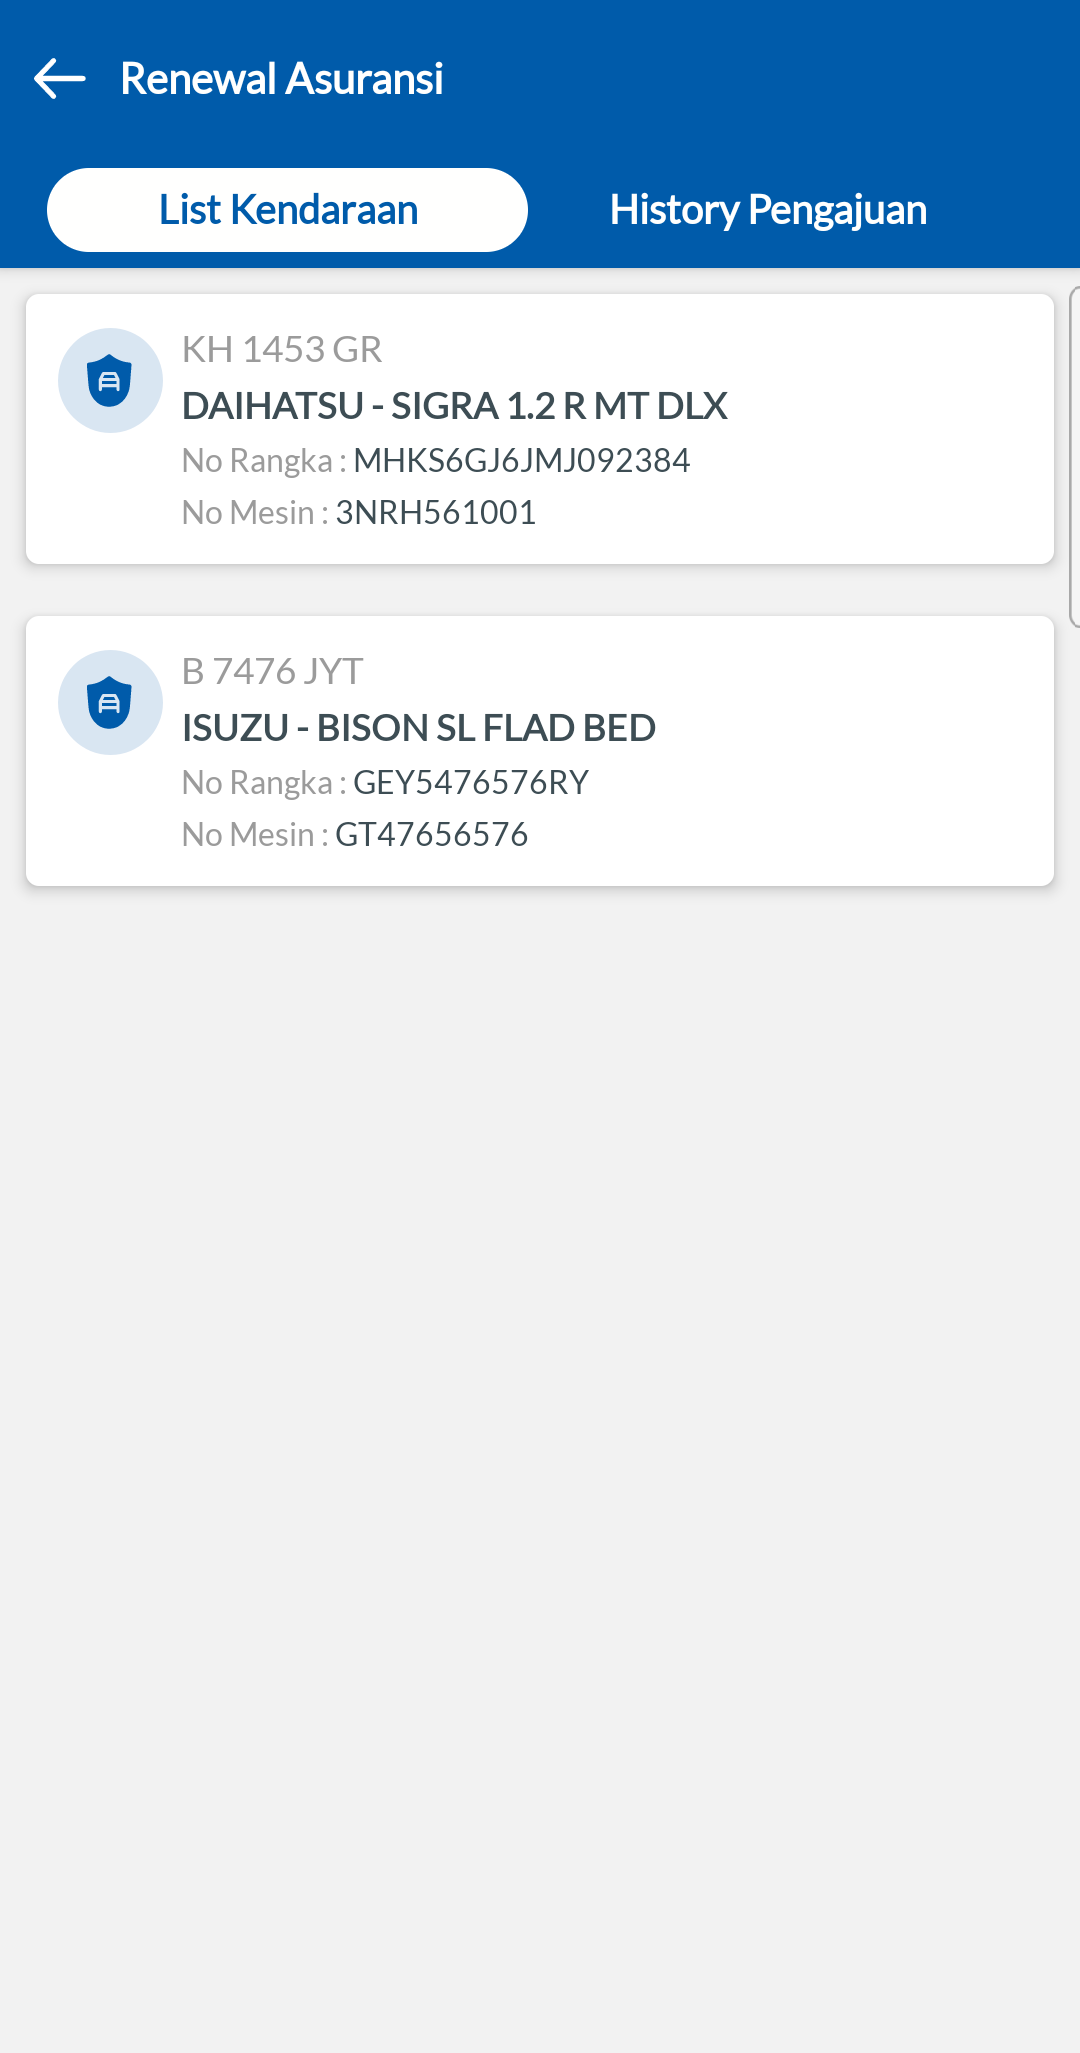 Renewal Asuransi
List Kendaraan
History Pengajuan
KH 1453 GR
DAIHATSU - SIGRA 1.2 R MT DLX
No Rangka : MHKS6GJ6JMJ092384
No Mesin : 3NRH561001
B 7476 JYT
ISUZU - BISON SL FLAD BED
No Rangka : GEY5476576RY
No Mesin : GT47656576